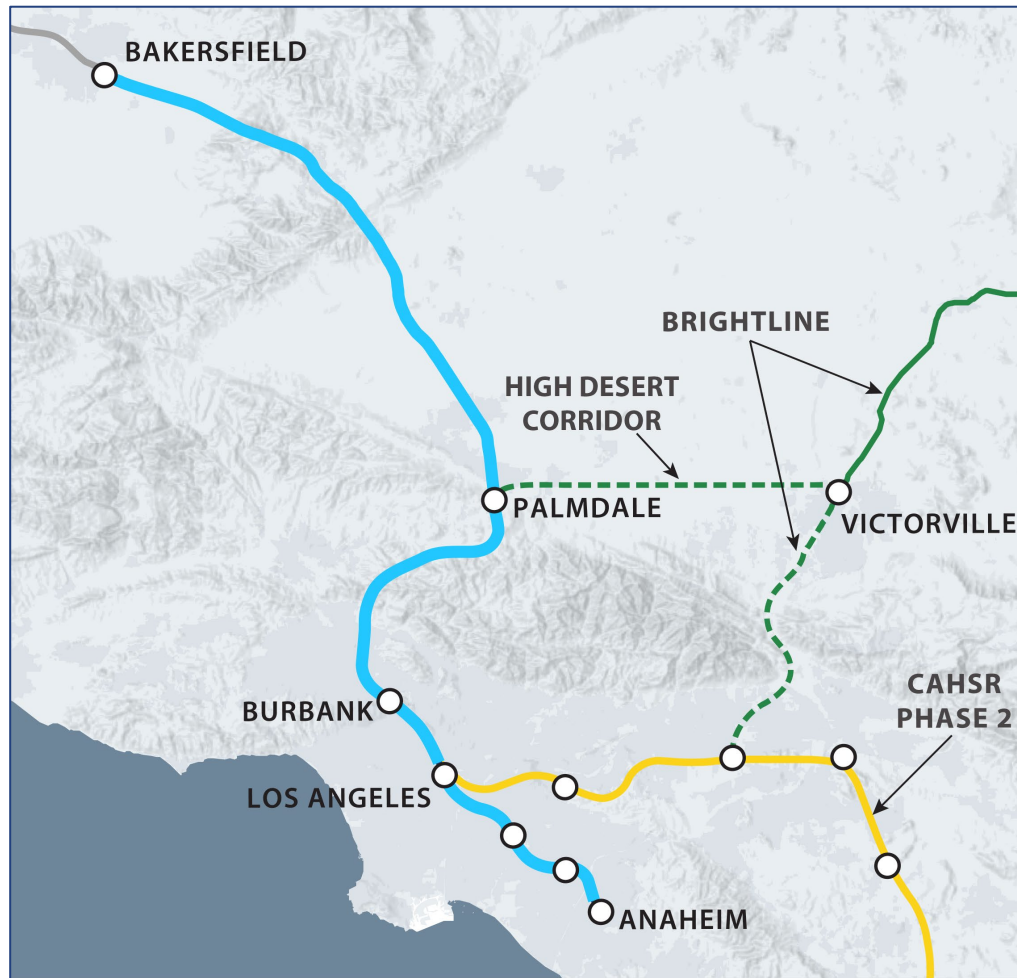 BAKERSFIELD
BRIGHTLINE
HIGH DESERT
CORRIDOR
PALMDALE
VICTORVILLE
CAHSR
PHASE 2
BURBANK
LOS ANGELES
ANAHEIM